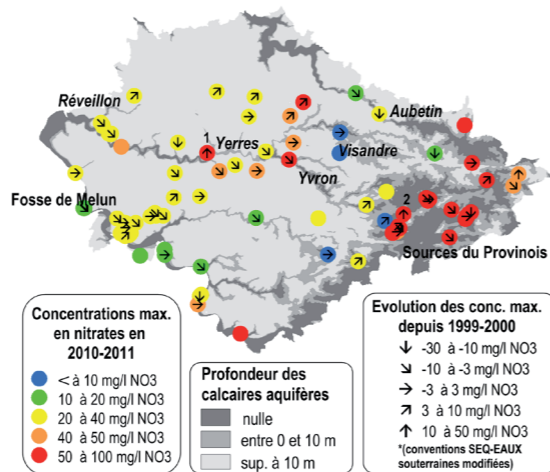 Réveillon
Aubetin
1
Yerres
Visandre
Yvron
Fosse de Melun
2
Sources du Provinois
Concentrations max.
en nitrates en
2010-2011
< à 10 mg/l NO3
10 à 20 mg/l NO3
20 à 40 mg/l NO3
40 à 50 mg/l NO3
50 à 100 mg/l NO3
Profondeur des
calcaires aquifères
nulle
entre 0 et 10 m
sup. à 10 m
Evolution des conc. max.
depuis 1999-2000
-30 à -10 mg/l NO3
-10 à -3 mg/l NO3
-3 à 3 mg/l NO3
3 à 10 mg/l NO3
10 à 50 mg/l NO3
*(conventions SEQ-EAUX
souterraines modifiées)